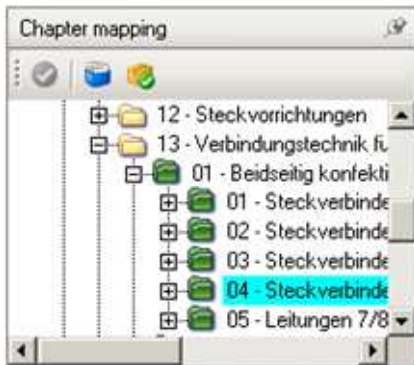 Chapter mapping
12 - Steckvorrichtungen
13 - Verbindungstechnik fu
01 - Beidseitig konfekti
01 - Steckverbinde
02 - Steckverbinde
03 - Steckverbinde
04 - Steckverbinde
05 - Leitungen 7/8